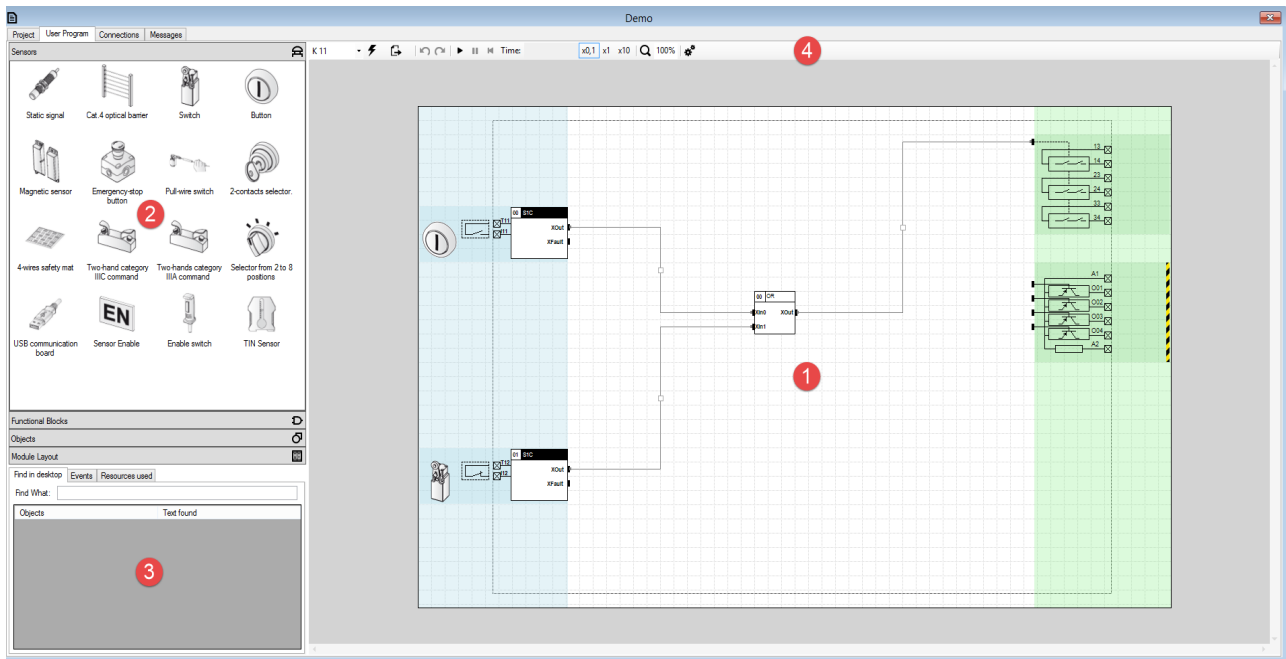 Demo
Project User Program Connections Messages
Sensors
K 11 Time: x0,1 x1 x10 100%
4
Static signal Cat.4 optical barrier Switch Button
Magnetic sensor Emergency-stop button Pull-wire switch 2-contacts selector.
2
4-wires safety mat Two-hand category IIIC command Two-hands category IIIA command Selector from 2 to 8 positions
EN
USB communication board Sensor Enable Enable switch TIN Sensor
Functional Blocks
Objects
Module Layout
Find in desktop Events Resources used
Find What:
Objects Text found
3
00 S1C
T11
I11
XOut
XFault
00 OR
XIn0 XOut
XIn1
1
01 S1C
T12
I12
XOut
XFault
13
14
23
24
33
34
A1
O01
O02
O03
O04
A2